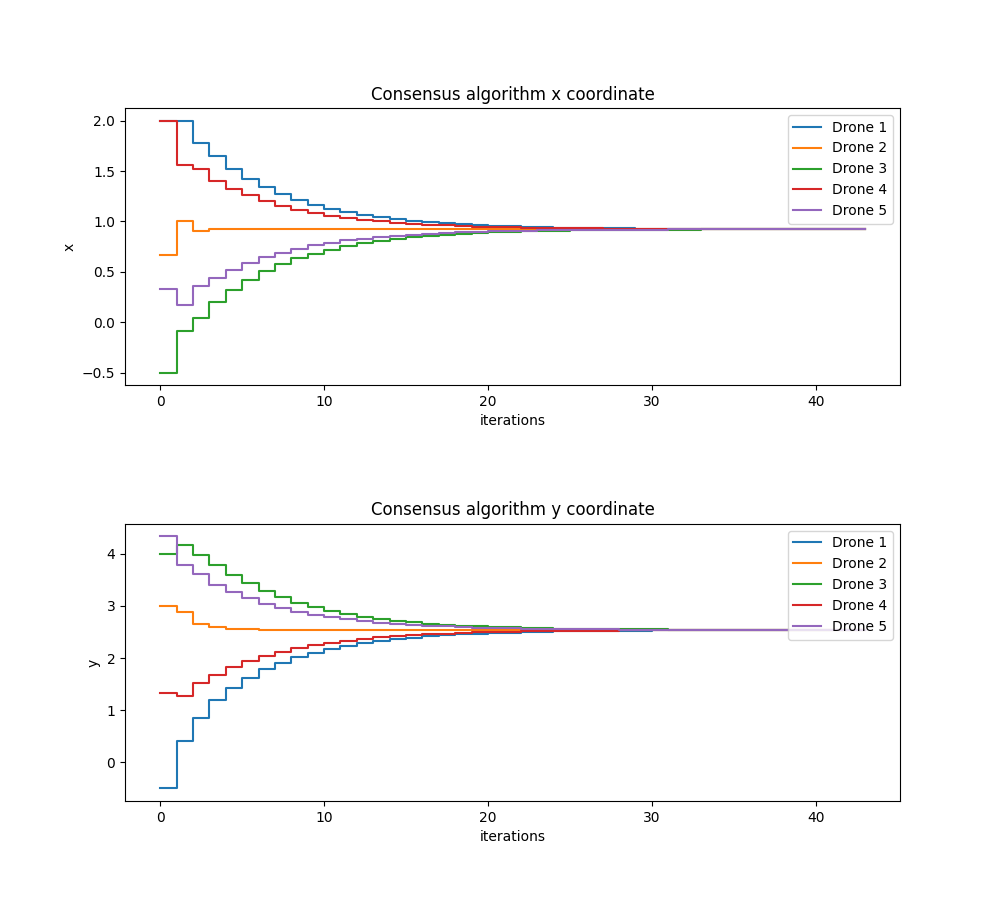 Consensus algorithm x coordinate
2.0
1.5
1.0
0.5
0.0
−0.5
x
0 10 20 30 40
iterations
Drone 1
Drone 2
Drone 3
Drone 4
Drone 5
Consensus algorithm y coordinate
4
3
2
1
0
y
0 10 20 30 40
iterations
Drone 1
Drone 2
Drone 3
Drone 4
Drone 5